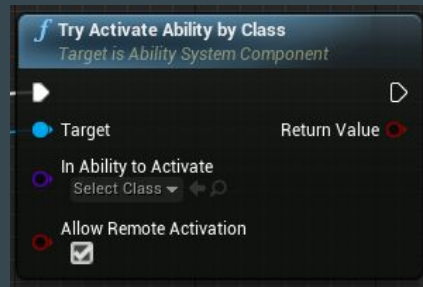 f Try Activate Ability by Class
Target is Ability System Component
Target
Return Value
In Ability to Activate
Select Class
Allow Remote Activation